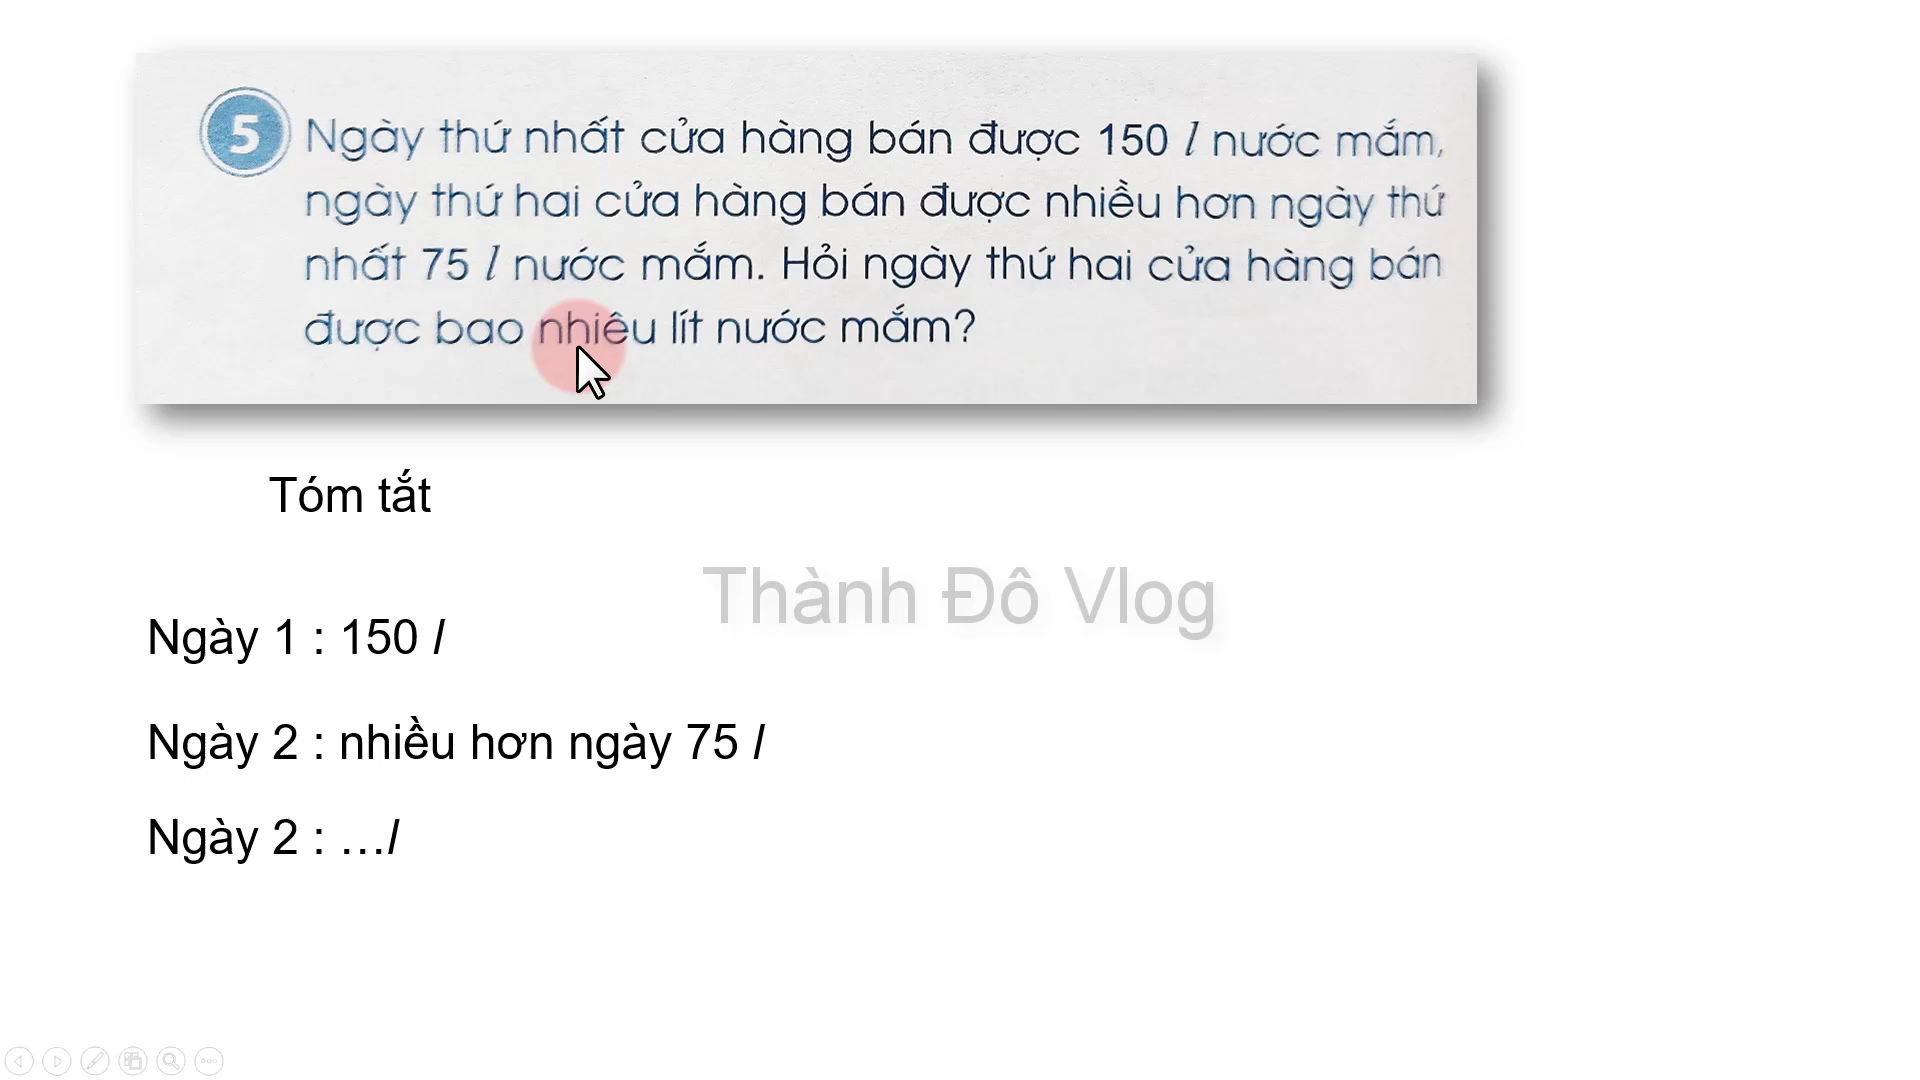 5 Ngày thứ nhất cửa hàng bán được 150 l nước mắm,
ngày thứ hai cửa hàng bán được nhiều hơn ngày thứ
nhất 75 l nước mắm. Hỏi ngày thứ hai cửa hàng bán
được bao nhiêu lít nước mắm?
Tóm tắt
Thành Đô Vlog
Ngày 1 : 150 l
Ngày 2 : nhiều hơn ngày 75 l
Ngày 2 : …l